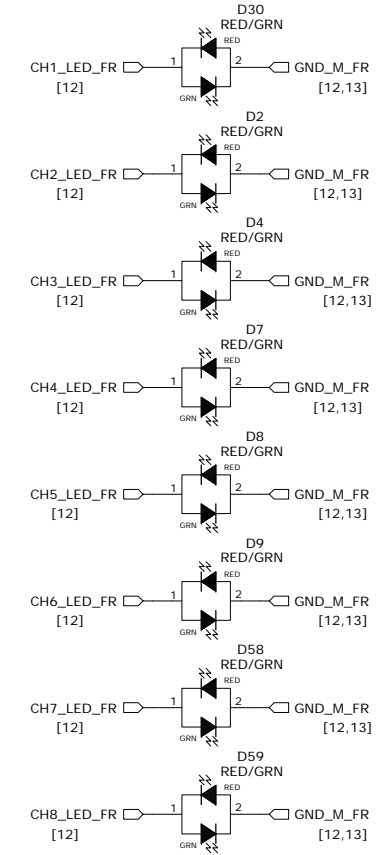 D30
RED/GRN
RED
CH1_LED_FR 1 2 GND_M_FR
[12] GRN [12,13]
D2
RED/GRN
RED
CH2_LED_FR 1 2 GND_M_FR
[12] GRN [12,13]
D4
RED/GRN
RED
CH3_LED_FR 1 2 GND_M_FR
[12] GRN [12,13]
D7
RED/GRN
RED
CH4_LED_FR 1 2 GND_M_FR
[12] GRN [12,13]
D8
RED/GRN
RED
CH5_LED_FR 1 2 GND_M_FR
[12] GRN [12,13]
D9
RED/GRN
RED
CH6_LED_FR 1 2 GND_M_FR
[12] GRN [12,13]
D58
RED/GRN
RED
CH7_LED_FR 1 2 GND_M_FR
[12] GRN [12,13]
D59
RED/GRN
RED
CH8_LED_FR 1 2 GND_M_FR
[12] GRN [12,13]